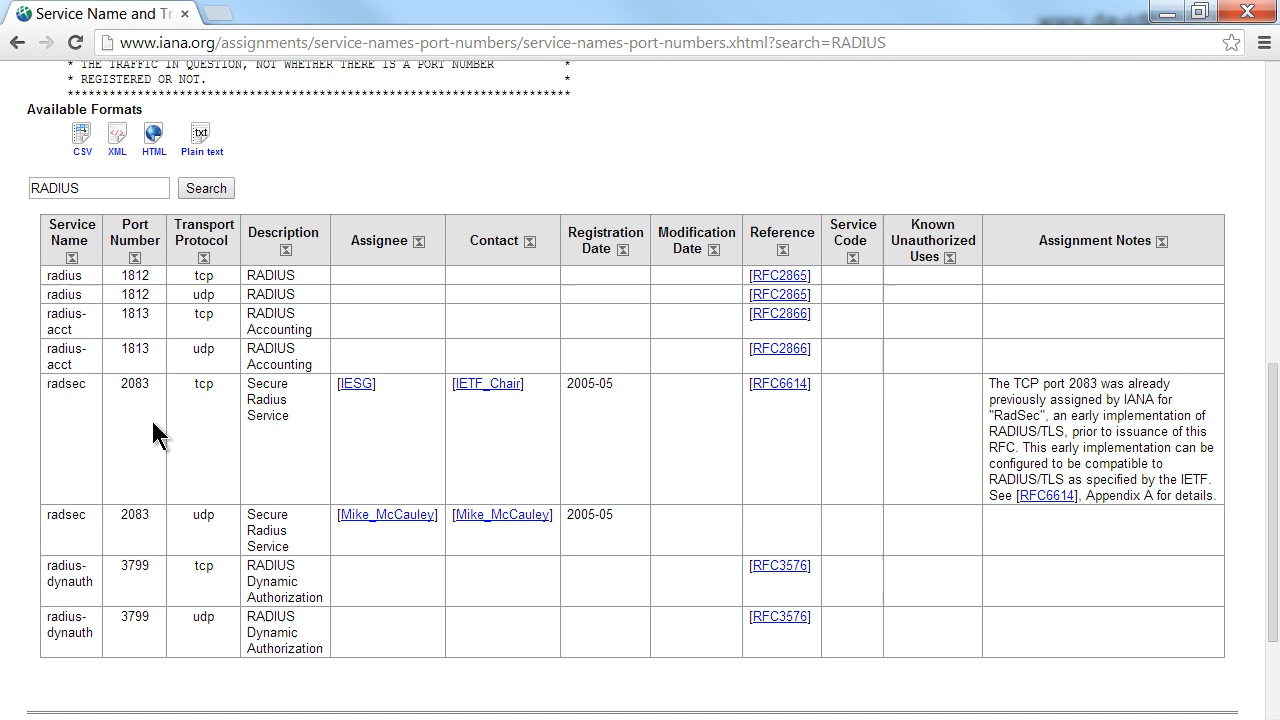 Service Name and Tr
www.iana.org/assignments/service-names-port-numbers/service-names-port-numbers.xhtml?search=RADIUS
* THE TRAFFIC IN QUESTION, NOT WHETHER THERE IS A PORT NUMBER *
* REGISTERED OR NOT. *
************************************************************************
Available Formats
CSV XML HTML txt Plain text
RADIUS Search
Service Name Port Number Transport Protocol Description Assignee Contact Registration Date Modification Date Reference Service Code Known Unauthorized Uses Assignment Notes
radius 1812 tcp RADIUS [RFC2865]
radius 1812 udp RADIUS [RFC2865]
radius- 1813 tcp RADIUS [RFC2866]
acct Accounting
radius- 1813 udp RADIUS [RFC2866]
acct Accounting
radsec 2083 tcp Secure [IESG] [IETF_Chair] 2005-05 [RFC6614] The TCP port 2083 was already
Radius previously assigned by IANA for
Service "RadSec", an early implementation of
RADIUS/TLS, prior to issuance of this
RFC. This early implementation can be
configured to be compatible to
RADIUS/TLS as specified by the IETF.
See [RFC6614], Appendix A for details.
radsec 2083 udp Secure [Mike_McCauley] [Mike_McCauley] 2005-05
Radius
Service
radius- 3799 tcp RADIUS [RFC3576]
dynauth Dynamic
Authorization
radius- 3799 udp RADIUS [RFC3576]
dynauth Dynamic
Authorization